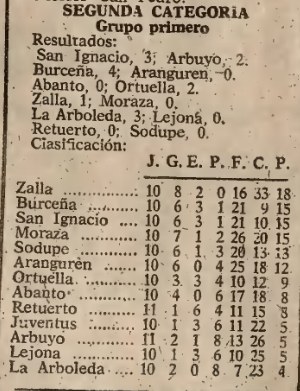 SEGUNDA CATEGORIA
Grupo primero
Resultados:
San Ignacio, 3; Arbuyo, 2.
Burceña, 4; Aranguren, 0.
Abanto, 0; Ortuella, 2.
Zalla, 1; Moraza, 0.
La Arboleda, 3; Lejona, 0.
Retuerto, 0; Sodupe, 0.
Clasificación:
J. G. E. P. F. C. P.
Zalla ........... 10 8 2 0 16 33 18
Burceña ......... 10 6 3 1 21 9 15
San Ignacio .... 10 6 3 1 21 10 15
Moraza .......... 10 7 1 2 26 20 15
Sodupe .......... 10 6 1 3 20 13 13
Aranguren ....... 10 6 0 4 25 18 12
Ortuella ........ 10 3 3 4 10 12 9
Abanto .......... 10 4 0 6 17 18 8
Retuerto ........ 11 1 6 4 11 15 8
Juventus ........ 10 1 3 6 11 22 5
Arbuyo .......... 11 2 1 8 13 26 5
Lejona .......... 10 1 3 6 10 25 5
La Arboleda .... 10 2 0 8 7 23 4